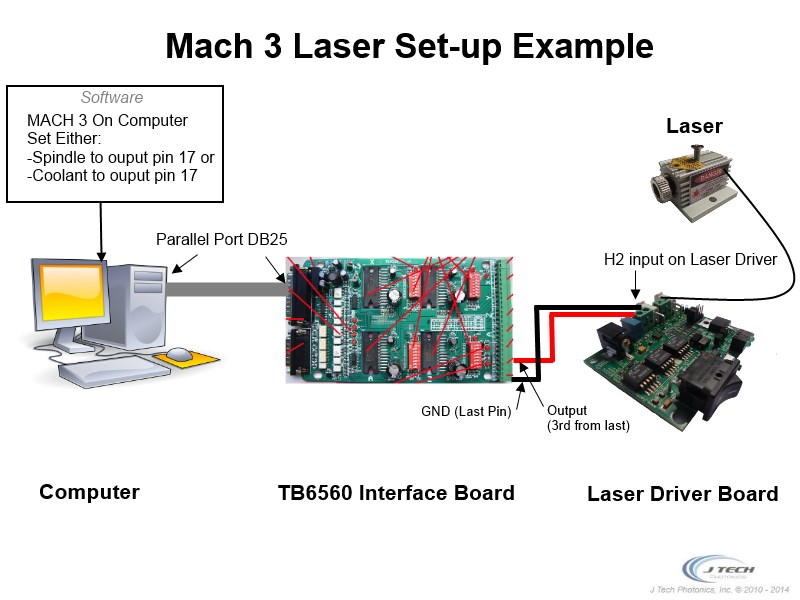 Mach 3 Laser Set-up Example
Software
MACH 3 On Computer
Set Either:
-Spindle to ouput pin 17 or
-Coolant to ouput pin 17
Laser
Parallel Port DB25
H2 input on Laser Driver
DANGER
GND (Last Pin)
Output
(3rd from last)
Computer
TB6560 Interface Board
Laser Driver Board
J TECH
PHOTONICS
J Tech Photonics, Inc. © 2010 - 2014